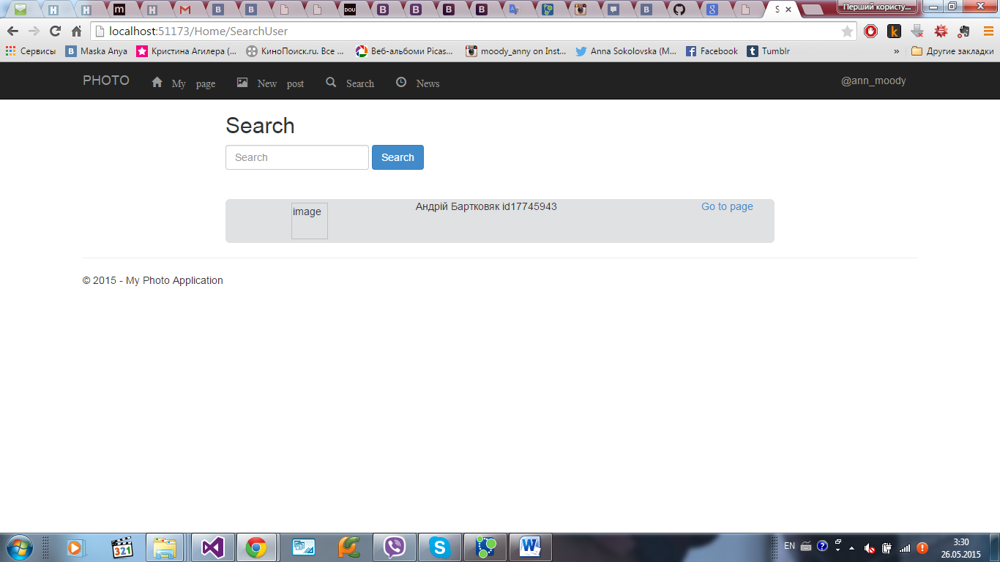 S
Перший користу...
localhost:51173/Home/SearchUser
Сервисы Maska Anya Кристина Агилера (... КиноПоиск.ru. Все ... Веб-альбоми Picas... moody_anny on Inst... Anna Sokolovska (M... Facebook Tumblr » Другие закладки
PHOTO My page New post Search News @ann_moody
Search
Search Search
image Андрій Бартковяк id17745943 Go to page
© 2015 - My Photo Application
EN 3:30
26.05.2015